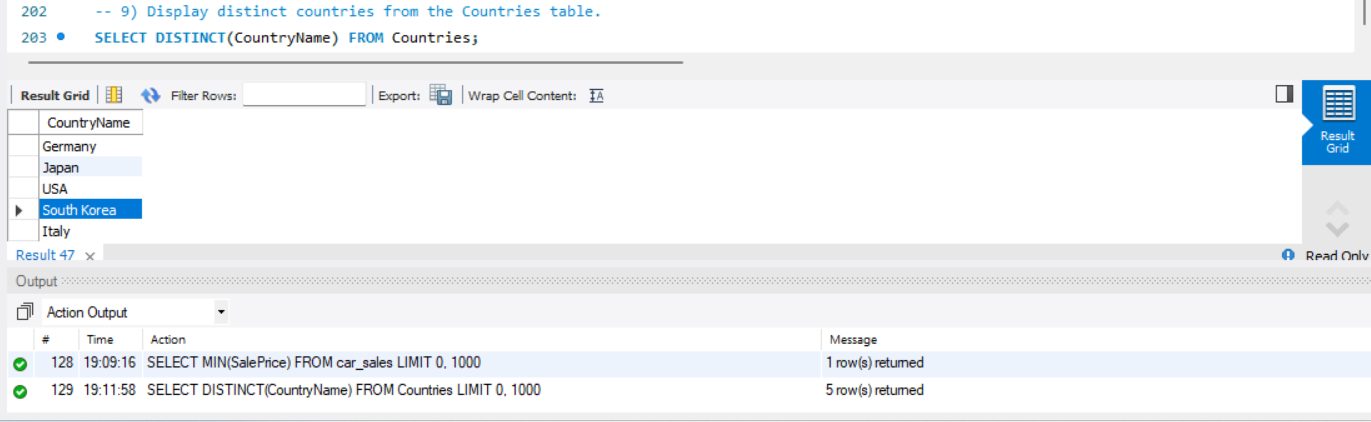 202 -- 9) Display distinct countries from the Countries table.
203 SELECT DISTINCT(CountryName) FROM Countries;
Result Grid Filter Rows: Export: Wrap Cell Content:
CountryName
Germany
Japan
USA
South Korea
Italy
Result
Grid
Result 47 × Read Only
Output
Action Output
# Time Action Message
128 19:09:16 SELECT MIN(SalePrice) FROM car_sales LIMIT 0, 1000 1 row(s) returned
129 19:11:58 SELECT DISTINCT(CountryName) FROM Countries LIMIT 0, 1000 5 row(s) returned